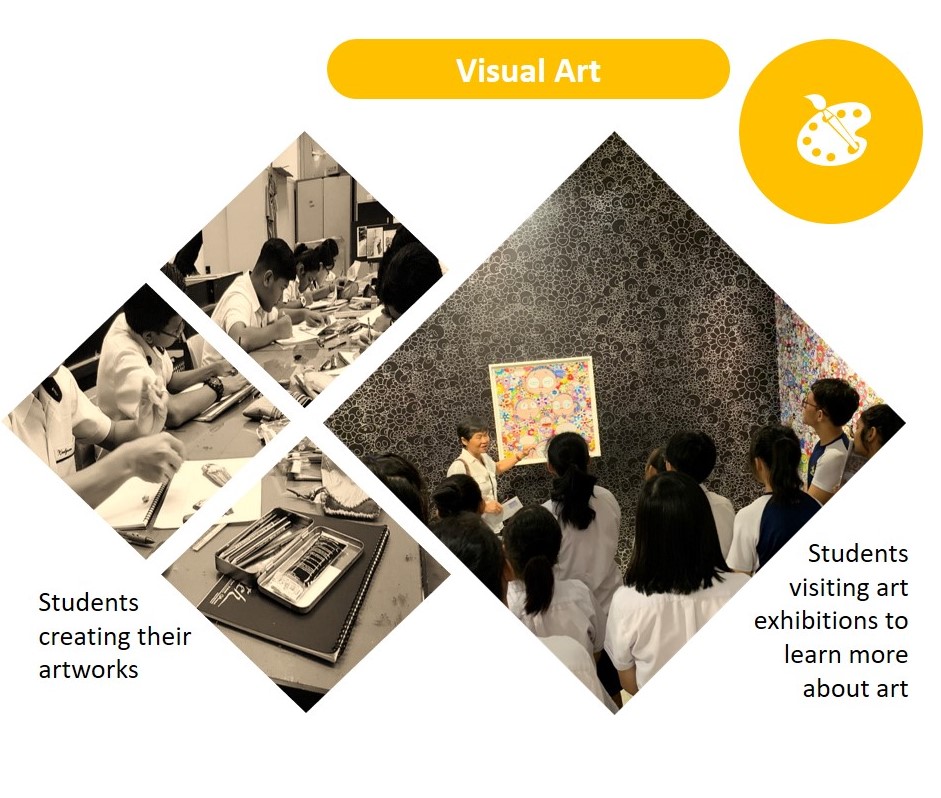 Visual Art
Students
creating their
artworks
Students
visiting art
exhibitions to
learn more
about art